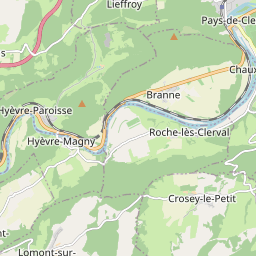 Lieffroy
Pays-de-Cle
Chaux
Branne
Hyèvre-Paroisse
Roche-lès-Clerval
Hyèvre-Magny
Crosey-le-Petit
Lomont-sur-